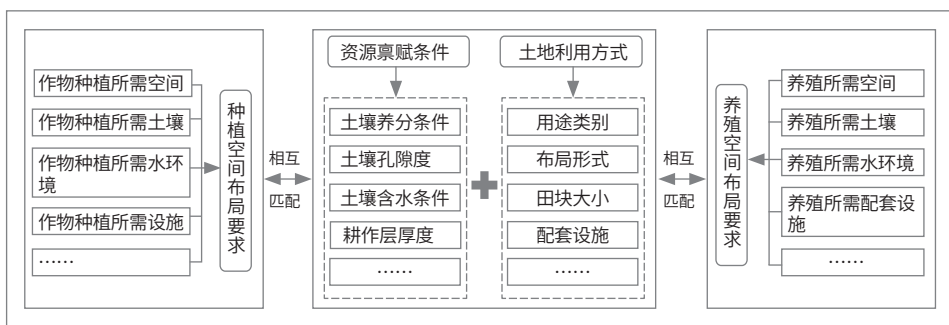 作物种植所需空间
作物种植所需土壤
作物种植所需水环
境
作物种植所需设施
……
种植空间布局要求
相互
匹配
资源禀赋条件
土壤养分条件
土壤孔隙度
土壤含水条件
耕作层厚度
……
土地利用方式
用途类别
布局形式
田块大小
配套设施
……
相互
匹配
养殖空间布局要求
养殖所需空间
养殖所需土壤
养殖所需水环境
养殖所需配套设
施
……